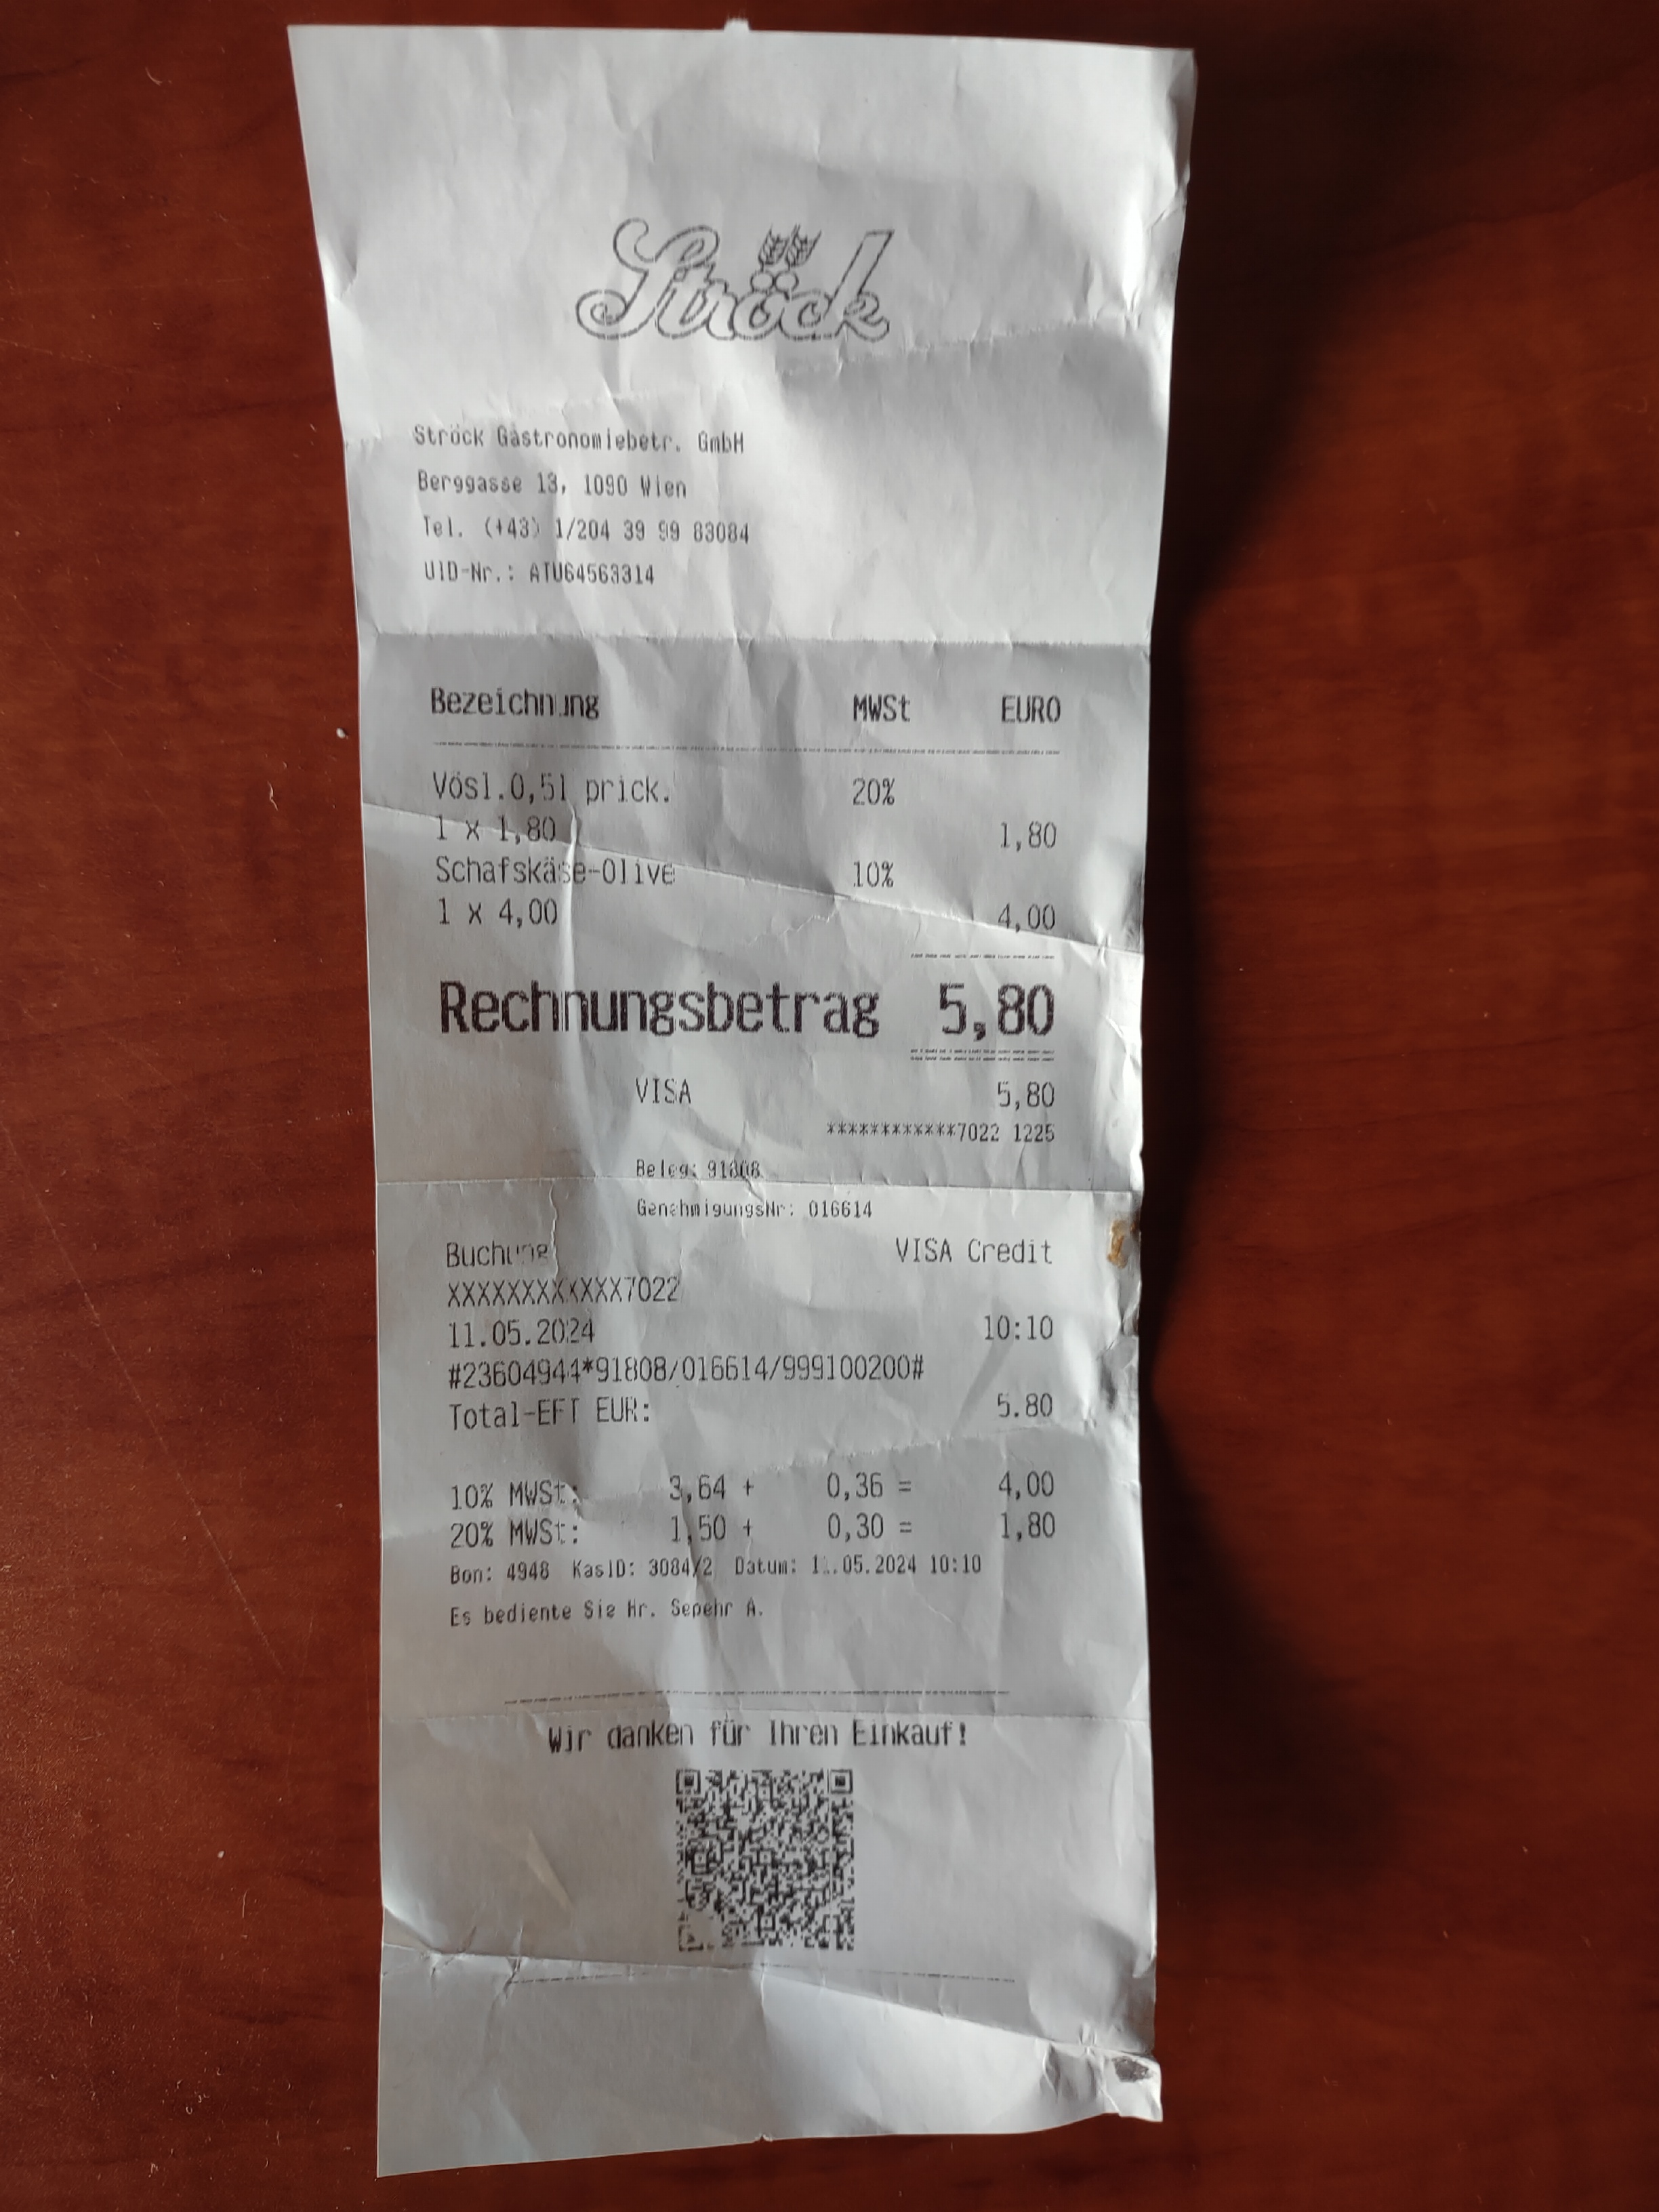 Ströck
Ströck Gastronomiebetr. GmbH
Berggasse 13, 1090 Wien
Tel. (+43) 1/204 39 99 83084
UID-Nr.: ATU64563314
Bezeichnung MWSt EURO
Vösl.0,5l prick. 20%
1 x 1,80 1,80
Schafskäse-Olive 10%
1 x 4,00 4,00
Rechnungsbetrag 5,80
VISA 5,80
************7022 1225
Beleg: 91808
GenehmigungsNr: 016614
Buchung VISA Credit
XXXXXXXXXXXX7022
11.05.2024 10:10
#23604944*91808/016614/999100200#
Total-EFT EUR: 5.80
10% MWSt: 3,64 + 0,36 = 4,00
20% MWSt: 1,50 + 0,30 = 1,80
Bon: 4948 KasID: 3084/2 Datum: 11.05.2024 10:10
Es bediente Sie Hr. Sepehr A.
Wir danken für Ihren Einkauf!